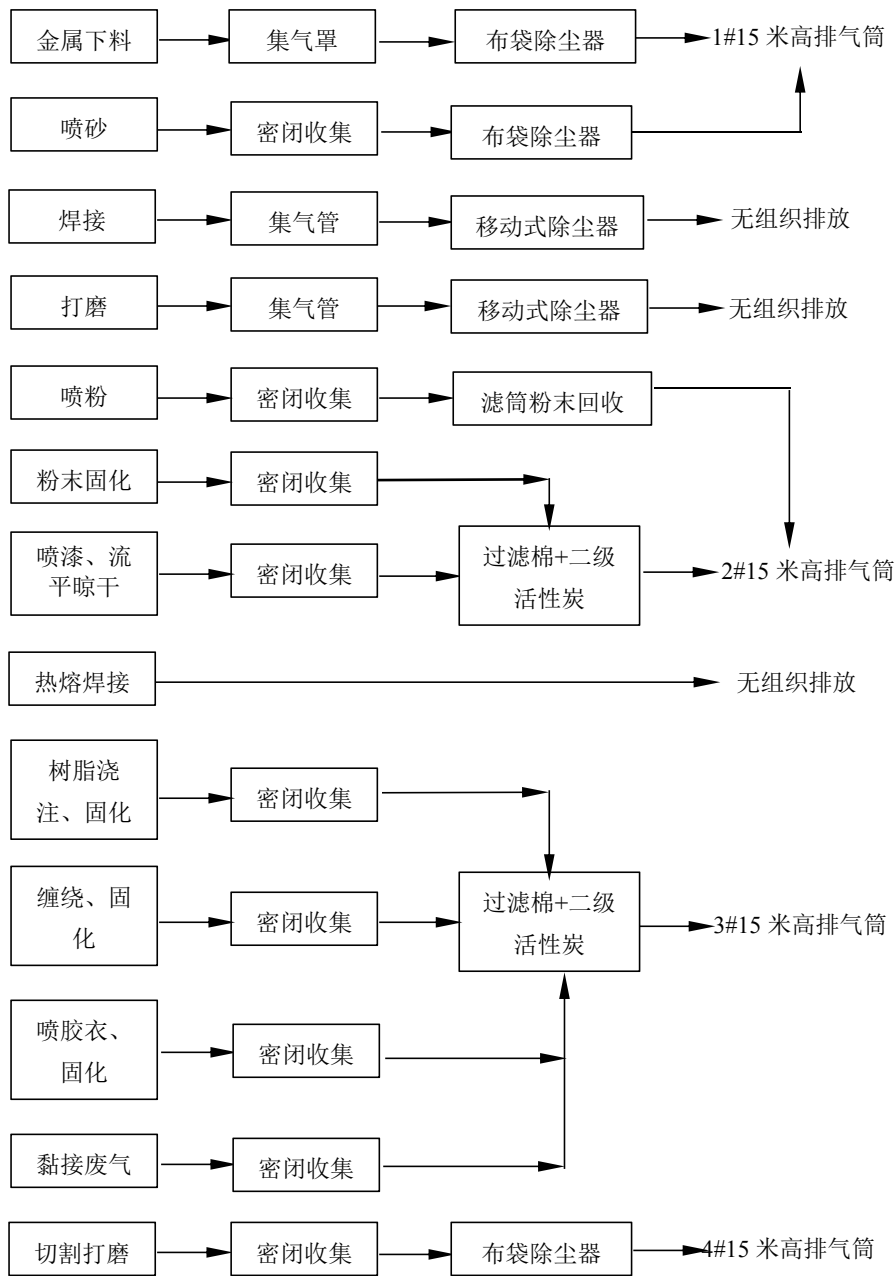 金属下料
集气罩
布袋除尘器
1#15 米高排气筒
喷砂
密闭收集
布袋除尘器
焊接
集气管
移动式除尘器
无组织排放
打磨
集气管
移动式除尘器
无组织排放
喷粉
密闭收集
滤筒粉末回收
粉末固化
密闭收集
喷漆、流
平晾干
密闭收集
过滤棉+二级
活性炭
2#15 米高排气筒
热熔焊接
无组织排放
树脂浇
注、固化
密闭收集
缠绕、固
化
密闭收集
过滤棉+二级
活性炭
3#15 米高排气筒
喷胶衣、
固化
密闭收集
黏接废气
密闭收集
切割打磨
密闭收集
布袋除尘器
4#15 米高排气筒